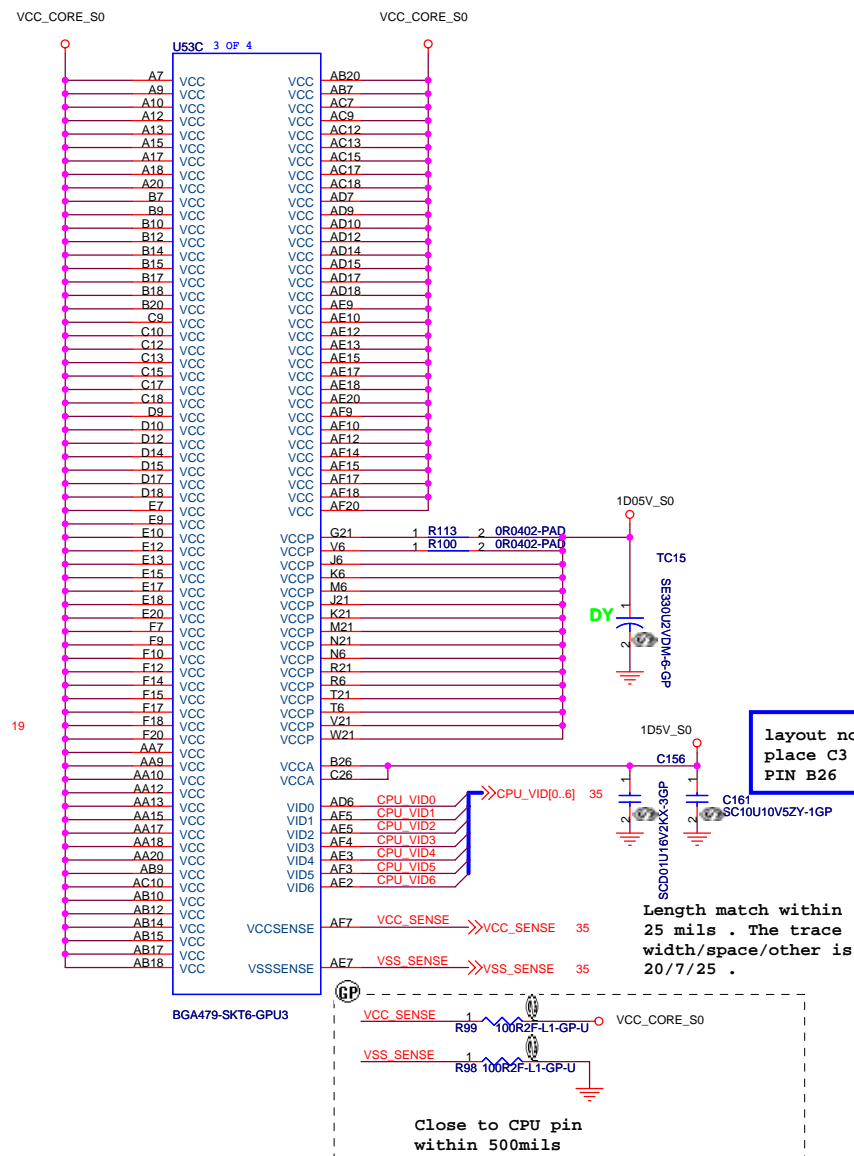 VCC_CORE_S0 VCC_CORE_S0
U53C 3 OF 4
A7 VCC VCC AB20
A9 VCC VCC AB7
A10 VCC VCC AC7
A12 VCC VCC AC9
A13 VCC VCC AC12
A15 VCC VCC AC13
A17 VCC VCC AC15
A18 VCC VCC AC17
A20 VCC VCC AC18
B7 VCC VCC AD7
B9 VCC VCC AD9
B10 VCC VCC AD10
B12 VCC VCC AD12
B14 VCC VCC AD14
B15 VCC VCC AD15
B17 VCC VCC AD17
B18 VCC VCC AD18
B20 VCC VCC AE9
C9 VCC VCC AE10
C10 VCC VCC AE12
C12 VCC VCC AE13
C13 VCC VCC AE15
C15 VCC VCC AE17
C17 VCC VCC AE18
C18 VCC VCC AE20
D9 VCC VCC AF9
D10 VCC VCC AF10
D12 VCC VCC AF12
D14 VCC VCC AF14
D15 VCC VCC AF15
D17 VCC VCC AF17
D18 VCC VCC AF18
E7 VCC VCC AF20
E9 VCC 1D05V_S0
E10 VCC VCCP G21 1 R113 2 0R0402-PAD
E12 VCC VCCP V6 1 R100 2 0R0402-PAD
E13 VCC VCCP J6 TC15
E15 VCC VCCP K6
E17 VCC VCCP M6
E18 VCC VCCP J21 SE330U2VDM-6-GP
E20 VCC VCCP K21 1
F7 VCC VCCP M21 DY
F9 VCC VCCP N21 2
F10 VCC VCCP N6
F12 VCC VCCP R21
F14 VCC VCCP R6
F15 VCC VCCP T21
F17 VCC VCCP T6
19 F18 VCC VCCP V21 1D5V_S0
F20 VCC VCCP W21
AA7 VCC
AA9 VCC VCCA B26 C156
AA10 VCC VCCA C26 1 1
AA12 VCC
AA13 VCC VID0 AD6 CPU_VID0 CPU_VID[0..6] 35
AA15 VCC VID1 AF5 CPU_VID1
AA17 VCC VID2 AE5 CPU_VID2
AA18 VCC VID3 AF4 CPU_VID3
AA20 VCC VID4 AE3 CPU_VID4
AB9 VCC VID5 AF3 CPU_VID5
AC10 VCC VID6 AE2 CPU_VID6
AB10 VCC
AB12 VCC
AB14 VCC VCCSENSE AF7 VCC_SENSE VCC_SENSE 35
AB15 VCC
AB17 VCC
AB18 VCC VSSSENSE AE7 VSS_SENSE VSS_SENSE 35
layout no
place C3
PIN B26
2 2
SCD01U16V2KX-3GP
C161
SC10U10V5ZY-1GP
Length match within
25 mils . The trace
width/space/other is
20/7/25 .
BGA479-SKT6-GPU3
GP
VCC_SENSE 1 R99 100R2F-L1-GP-U VCC_CORE_S0
VSS_SENSE 1 R98 100R2F-L1-GP-U
Close to CPU pin
within 500mils